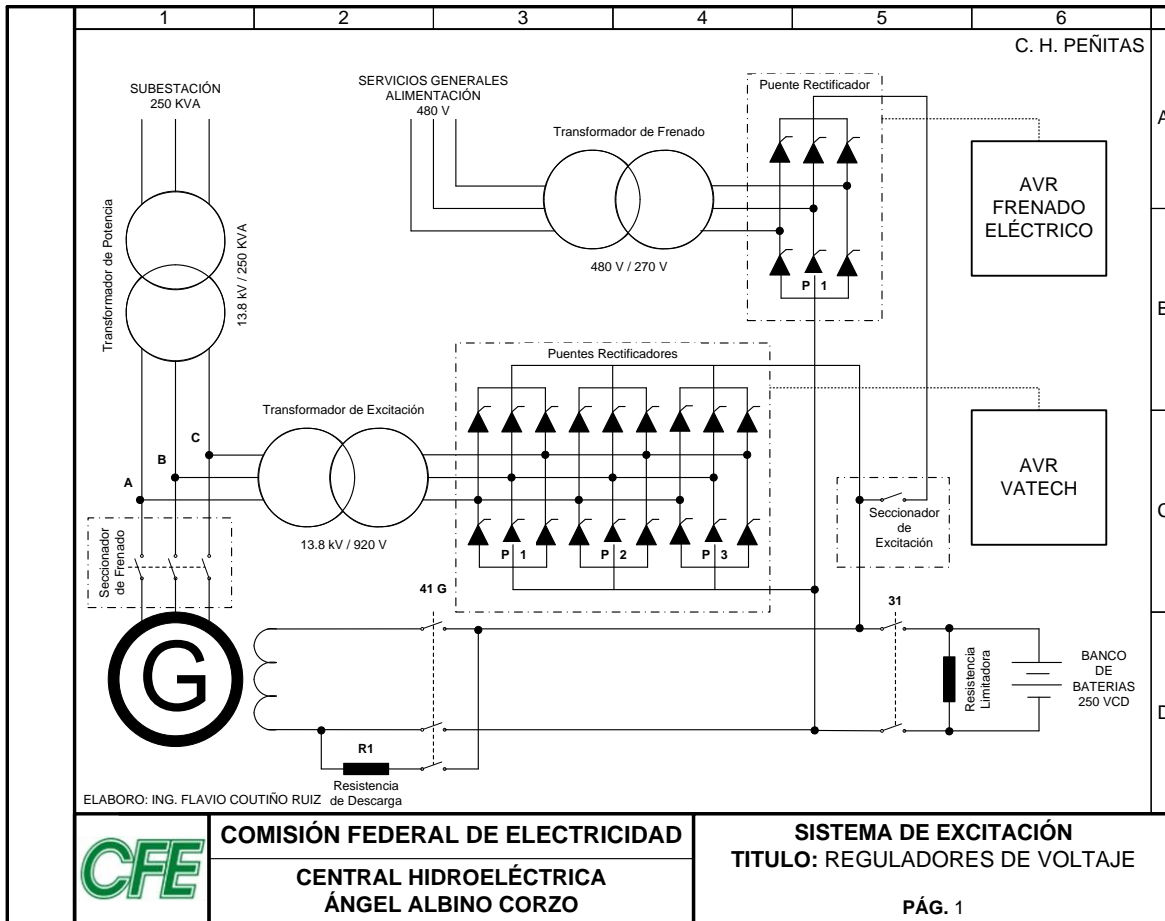 1
2
3
4
5
6
C. H. PEÑITAS
SUBESTACIÓN
250 KVA
SERVICIOS GENERALES
ALIMENTACIÓN
480 V
Puente Rectificador
A
Transformador de Frenado
AVR
FRENADO
ELÉCTRICO
Transformador de Potencia
13.8 kV / 250 KVA
480 V / 270 V
P 1
B
Puentes Rectificadores
Transformador de Excitación
C
B
A
AVR
VATECH
Seccionador
de
Excitación
C
13.8 kV / 920 V
P 1
P 2
P 3
Seccionador
de Frenado
41 G
31
G
Resistencia
Limitadora
BANCO
DE
BATERIAS
250 VCD
D
R1
Resistencia
de Descarga
ELABORO: ING. FLAVIO COUTIÑO RUIZ
CFE
COMISIÓN FEDERAL DE ELECTRICIDAD
CENTRAL HIDROELÉCTRICA
ÁNGEL ALBINO CORZO
SISTEMA DE EXCITACIÓN
TITULO: REGULADORES DE VOLTAJE
PÁG. 1